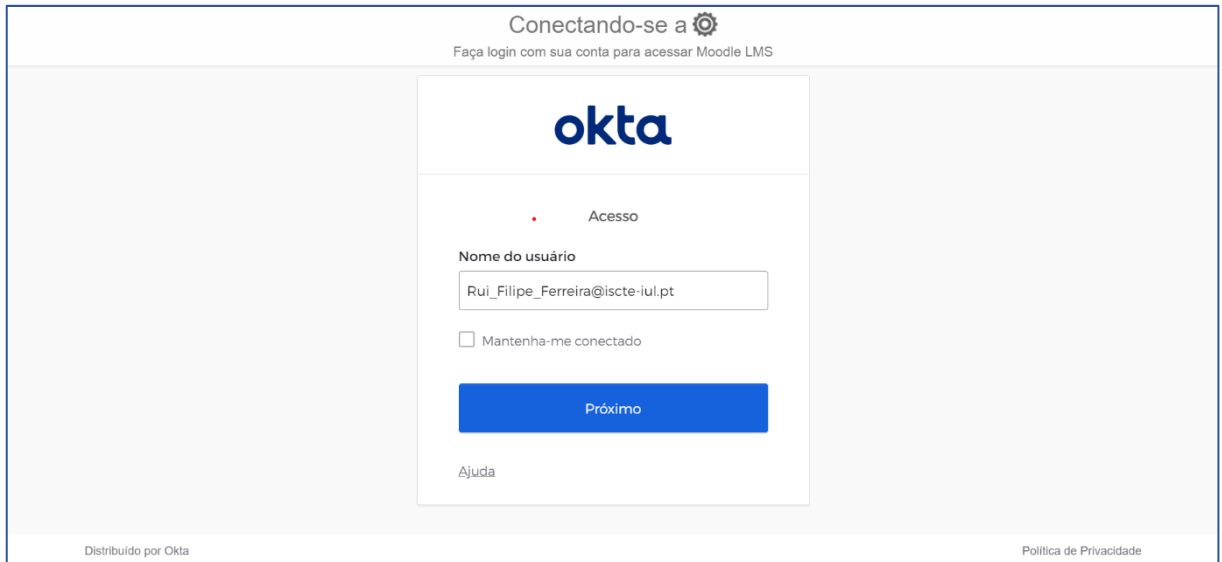 Conectando-se a
Faça login com sua conta para acessar Moodle LMS
okta
Acesso
Nome do usuário
Rui_Filipe_Ferreira@iscte-iul.pt
Mantenha-me conectado
Próximo
Ajuda
Distribuído por Okta
Política de Privacidade